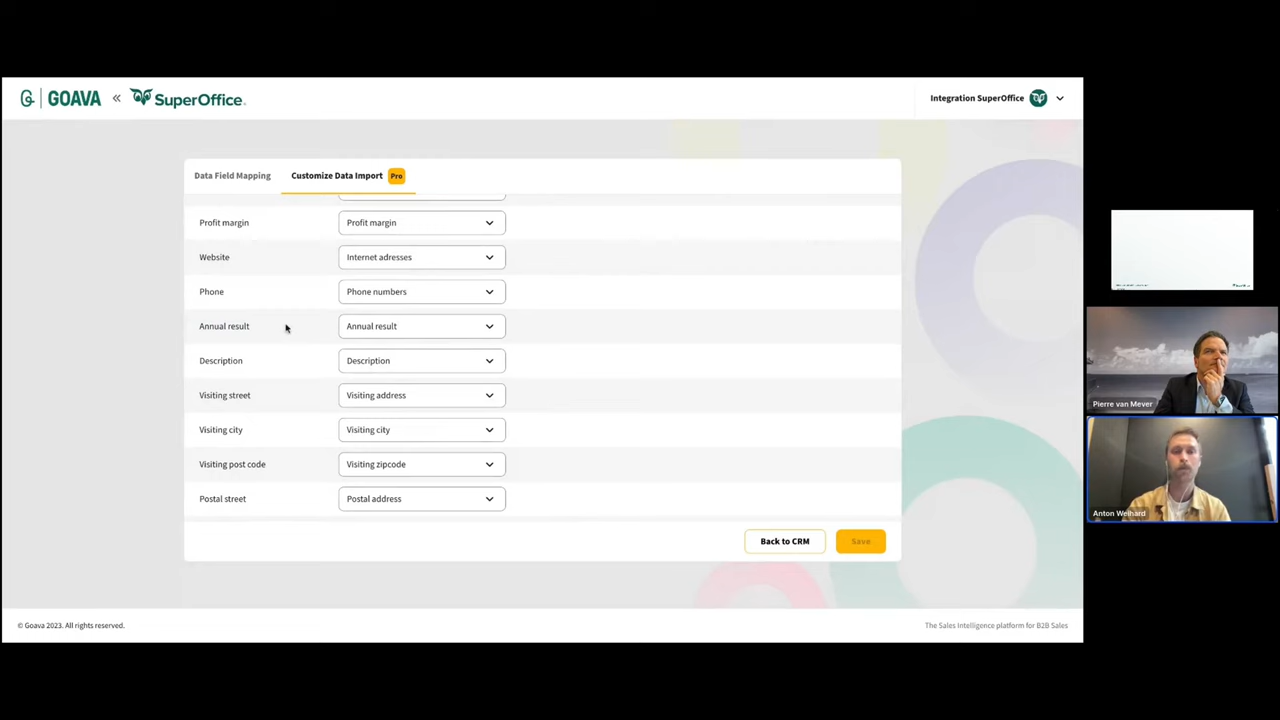 GOAVA
«
SuperOffice.
Integration SuperOffice
Data Field Mapping
Customize Data Import
Pro
Profit margin
Profit margin
Website
Internet adresses
Phone
Phone numbers
Annual result
Annual result
Description
Description
Visiting street
Visiting address
Visiting city
Visiting city
Visiting post code
Visiting zipcode
Postal street
Postal address
Back to CRM
Save
© Goava 2023. All rights reserved.
The Sales Intelligence platform for B2B Sales
Pierre van Meyer
Anton Weihard